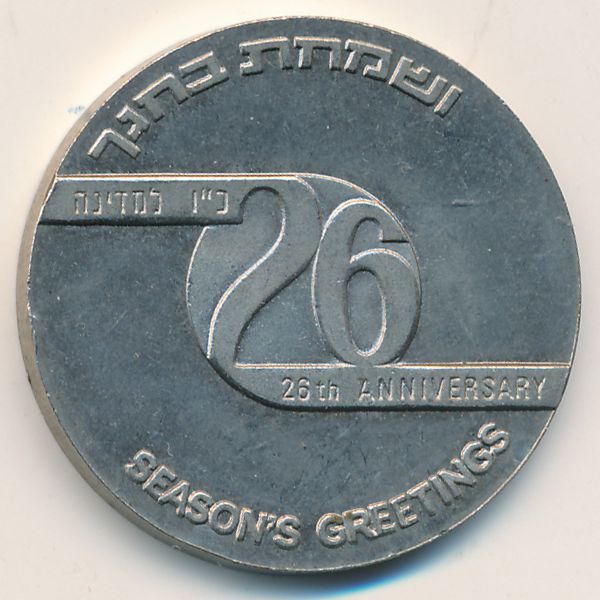 ושמחת בחגך
כ"ו למדינה
26
26th ANNIVERSARY
SEASON'S GREETINGS